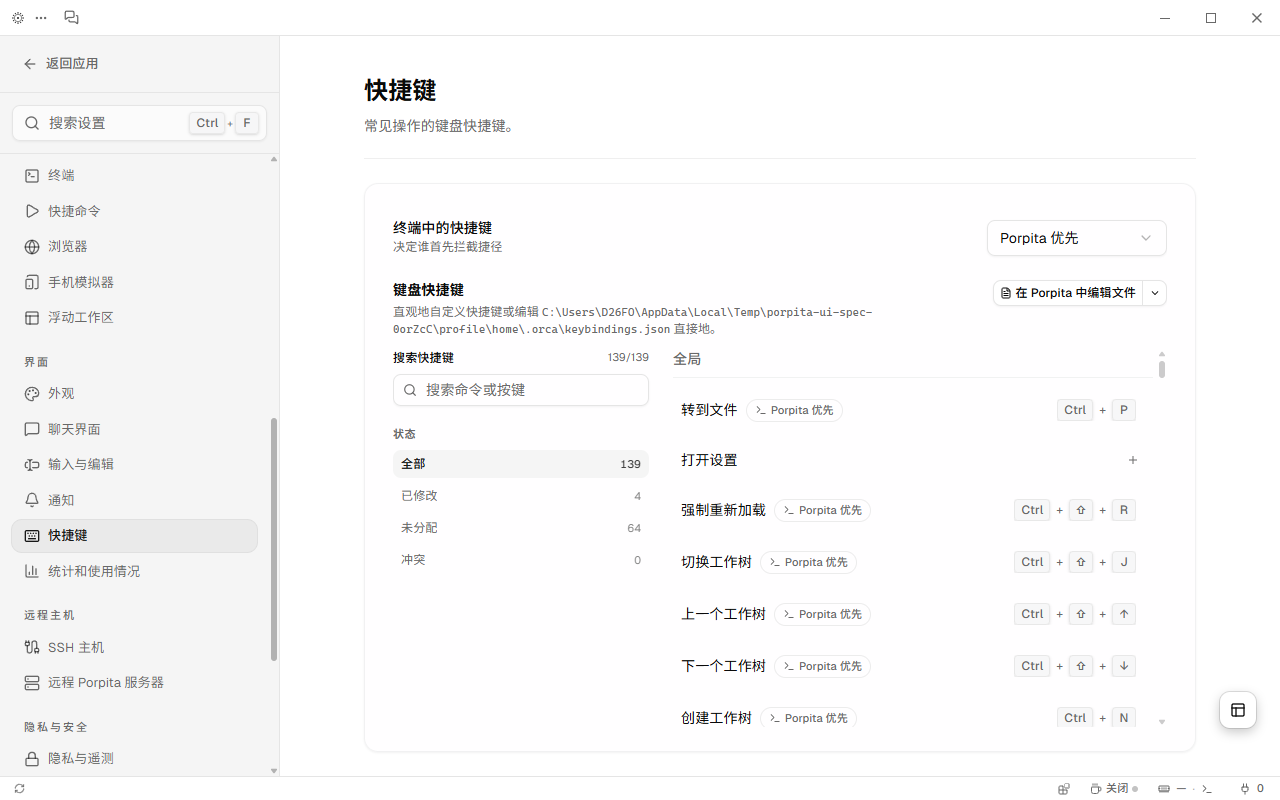 返回应用
搜索设置 Ctrl + F
终端
快捷命令
浏览器
手机模拟器
浮动工作区
界面
外观
聊天界面
输入与编辑
通知
快捷键
统计和使用情况
远程主机
SSH 主机
远程 Porpita 服务器
隐私与安全
隐私与遥测
快捷键
常见操作的键盘快捷键。
终端中的快捷键
决定谁首先拦截捷径
Porpita 优先
键盘快捷键
直观地自定义快捷键或编辑 C:\Users\D26FO\AppData\Local\Temp\porpita-ui-spec-
0orZcC\profile\home\.orca\keybindings.json 直接地。
在 Porpita 中编辑文件
搜索快捷键 139/139
搜索命令或按键
状态
全部 139
已修改 4
未分配 64
冲突 0
全局
转到文件 Porpita 优先 Ctrl + P
打开设置 +
强制重新加载 Porpita 优先 Ctrl + ⇧ + R
切换工作树 Porpita 优先 Ctrl + ⇧ + J
上一个工作树 Porpita 优先 Ctrl + ⇧ + ↑
下一个工作树 Porpita 优先 Ctrl + ⇧ + ↓
创建工作树 Porpita 优先 Ctrl + N
关闭
0